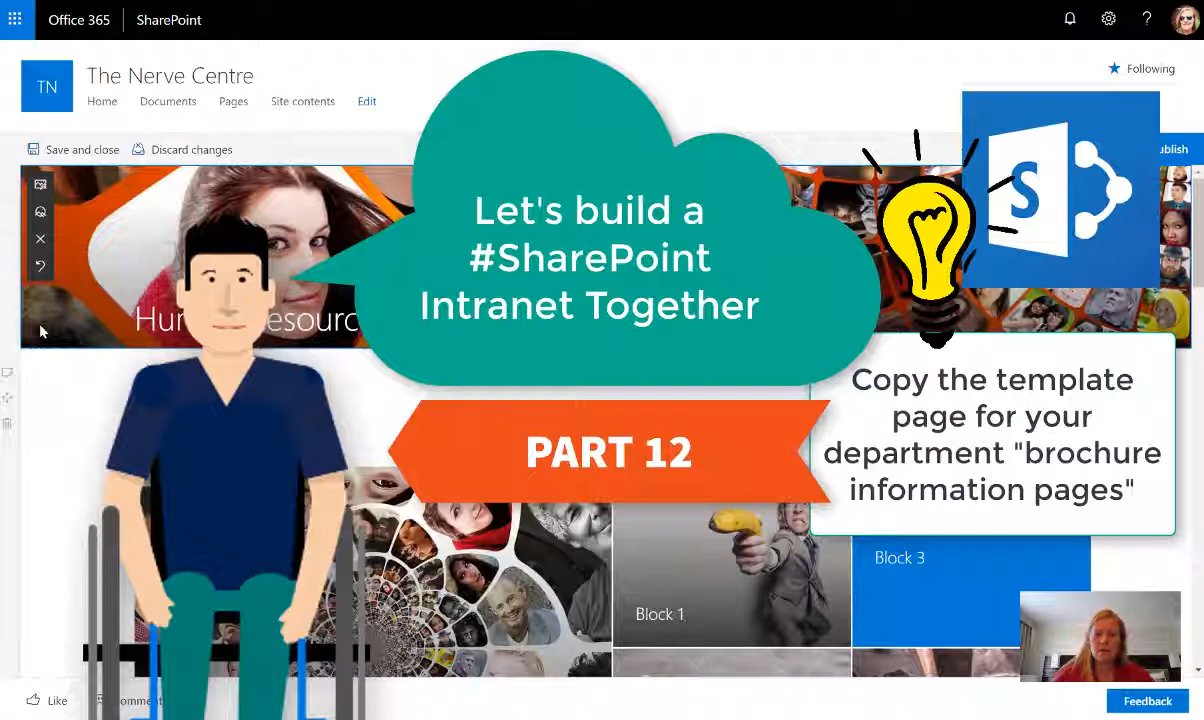 Office 365
SharePoint
TN
The Nerve Centre
Following
Home
Documents
Pages
Site contents
Edit
Save and close
Discard changes
Let's build a
#SharePoint
Intranet Together
S
Copy the template
page for your
department "brochure
information pages"
PART 12
Block 3
Block 1
Like
Feedback